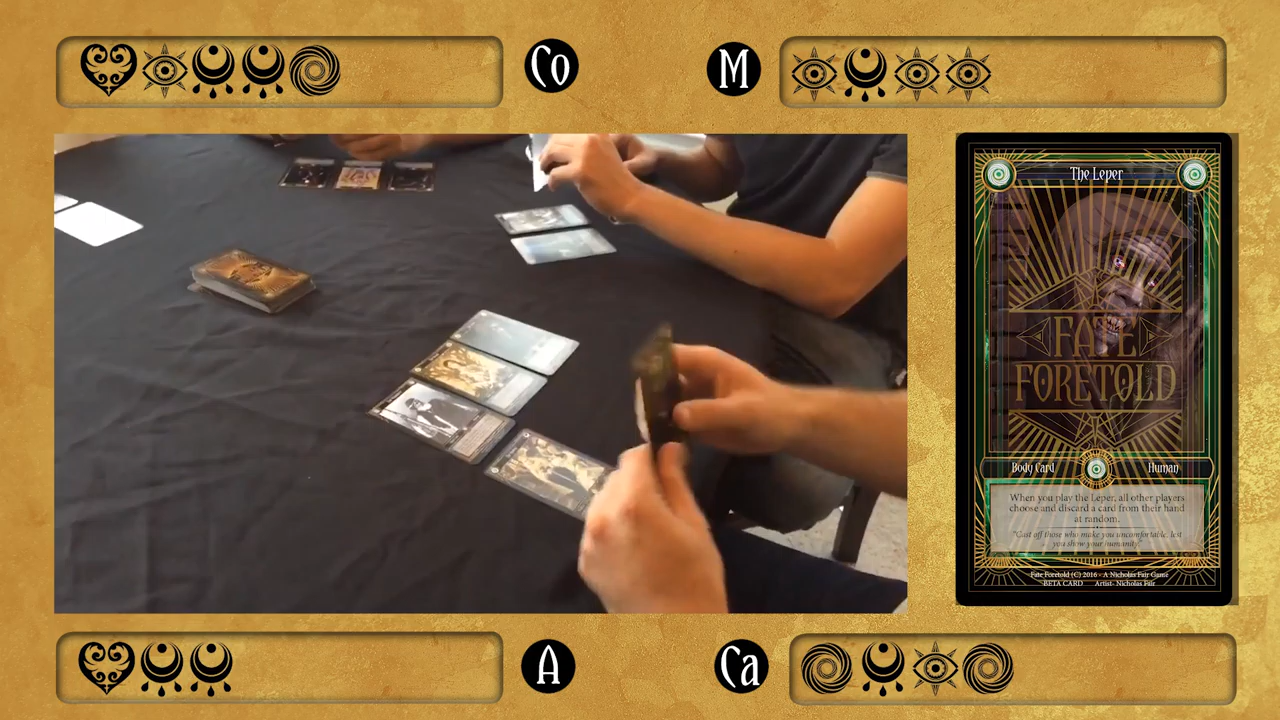 Co
M
The Leper
FATE
FORETOLD
Body Card
Human
When you play the Leper, all other players
choose and discard a card from their hand
at random.
"Cast off those who make you uncomfortable, lest
you show your humanity."
Fate Foretold (C) 2016 - A Nicholas Fair Game
BETA CARD Artist- Nicholas Fair
A
Ca